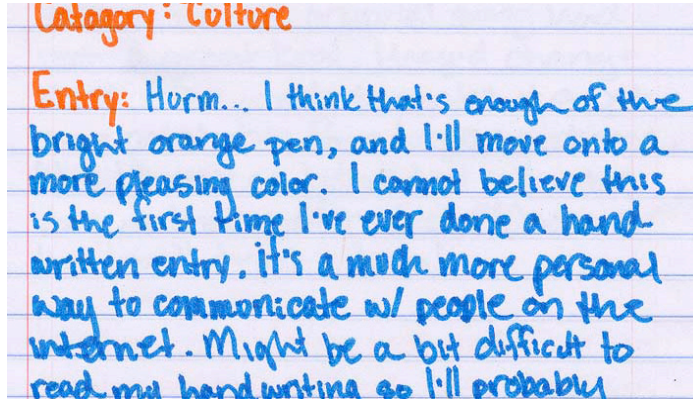 Catagory: Culture
Entry: Hurm... I think that's enough of the
bright orange pen, and I'll move onto a
more pleasing color. I cannot believe this
is the first time I've ever done a hand
written entry. it's a much more personal
way to communicate w/ people on the
internet. Might be a bit difficult to
read my handwriting so I'll probably